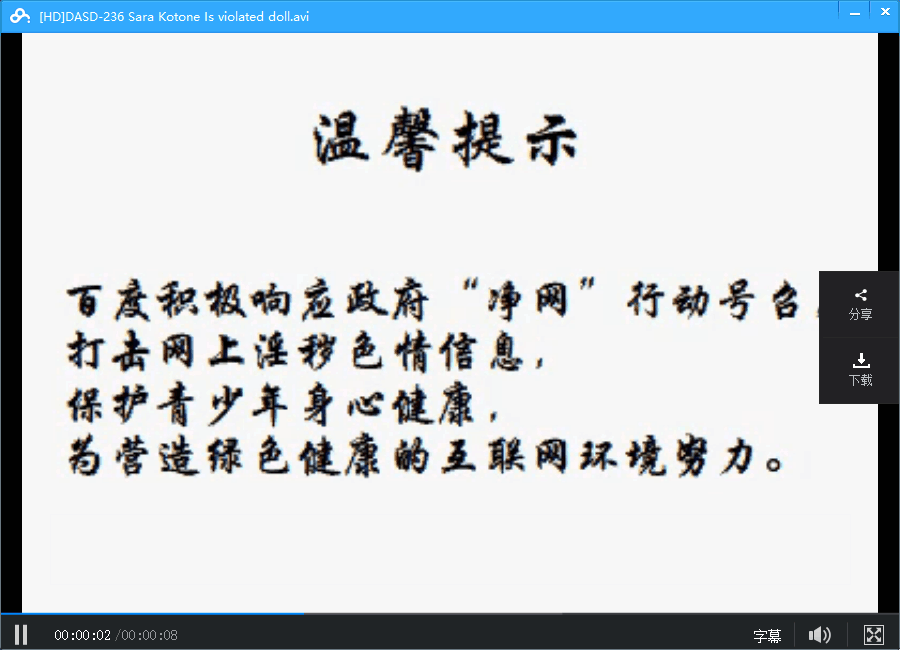 [HD]DASD-236 Sara Kotone Is violated doll.avi
温馨提示
百度积极响应政府“净网”行动号召,
打击网上淫秽色情信息,
保护青少年身心健康,
为营造绿色健康的互联网环境努力。
分享
下载
00:00:02 /00:00:08
字幕